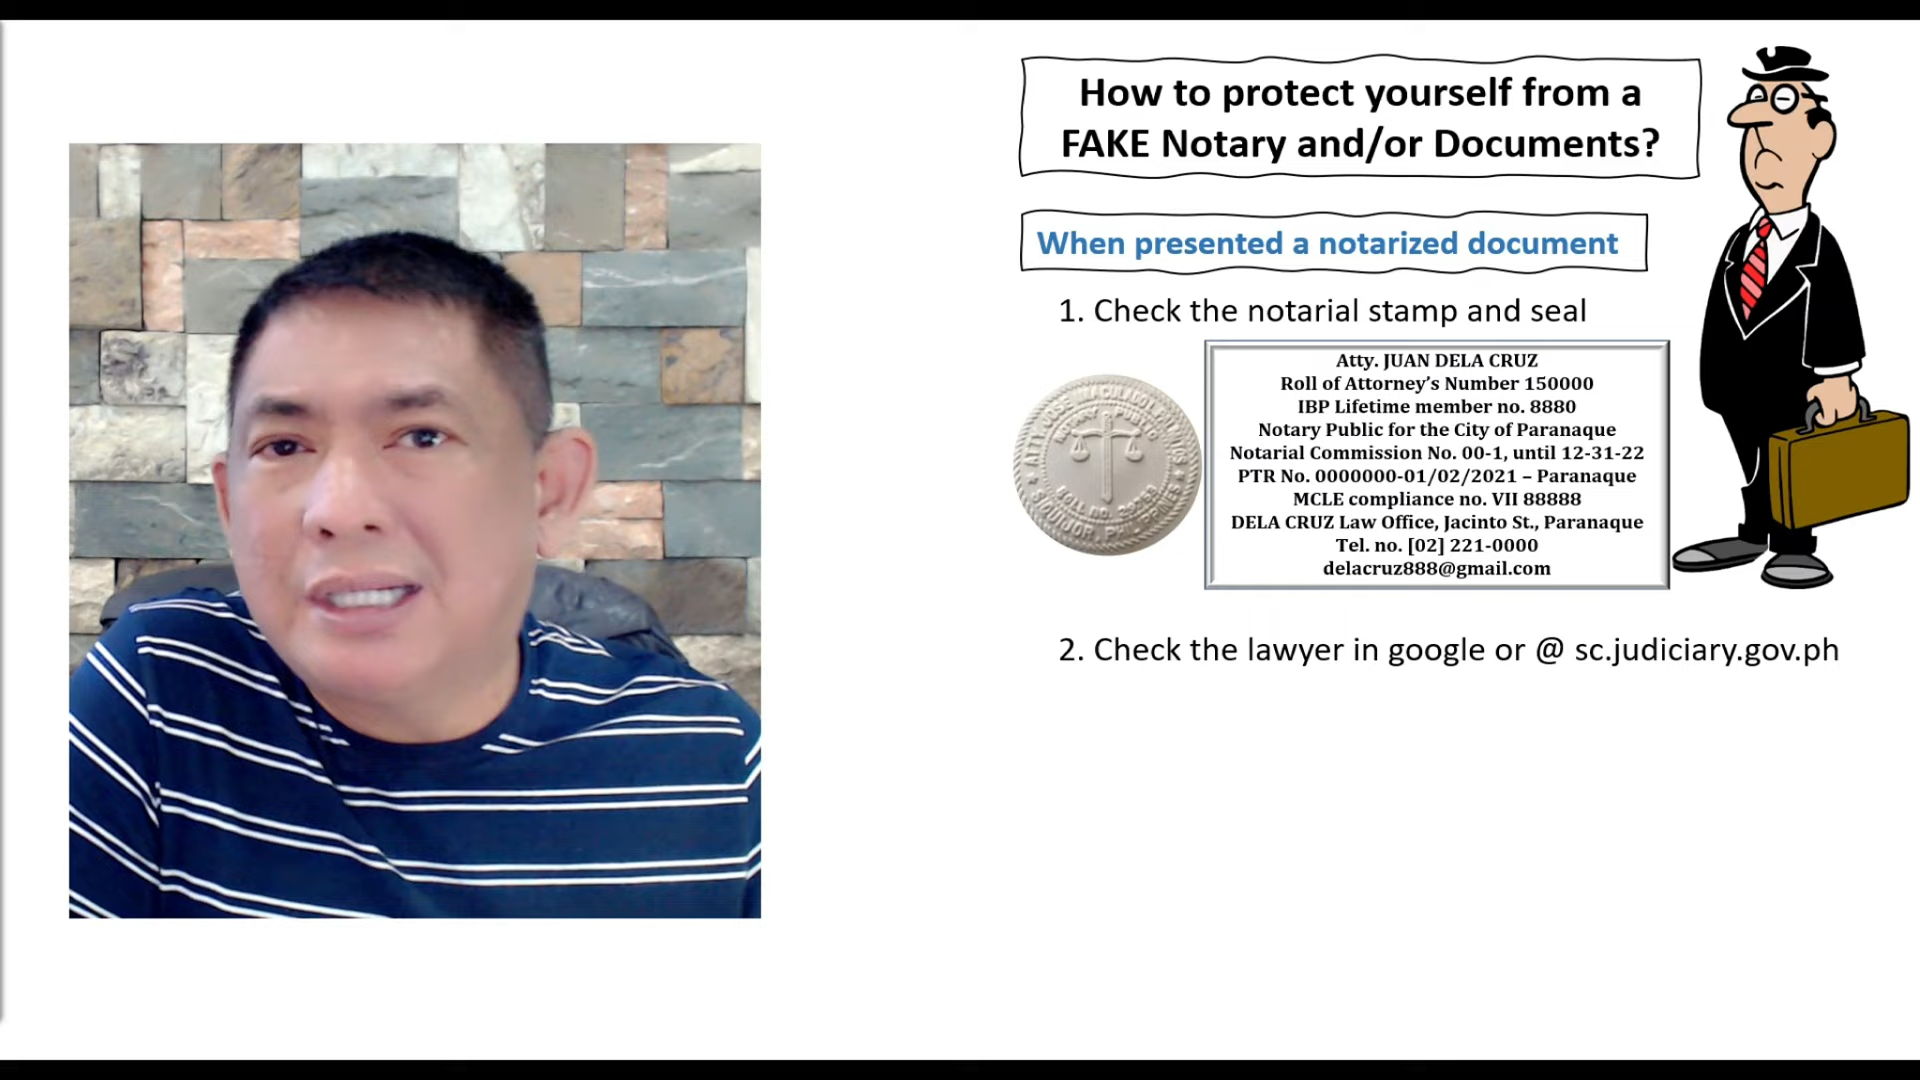 How to protect yourself from a
FAKE Notary and/or Documents?
When presented a notarized document
1. Check the notarial stamp and seal
Atty. JUAN DELA CRUZ
Roll of Attorney’s Number 150000
IBP Lifetime member no. 8880
Notary Public for the City of Paranaque
Notarial Commission No. 00-1, until 12-31-22
PTR No. 0000000-01/02/2021 – Paranaque
MCLE compliance no. VII 88888
DELA CRUZ Law Office, Jacinto St., Paranaque
Tel. no. [02] 221-0000
delacruz888@gmail.com
NOTARY PUBLIC
SIQUIJOR, PHILIPPINES
2. Check the lawyer in google or @ sc.judiciary.gov.ph